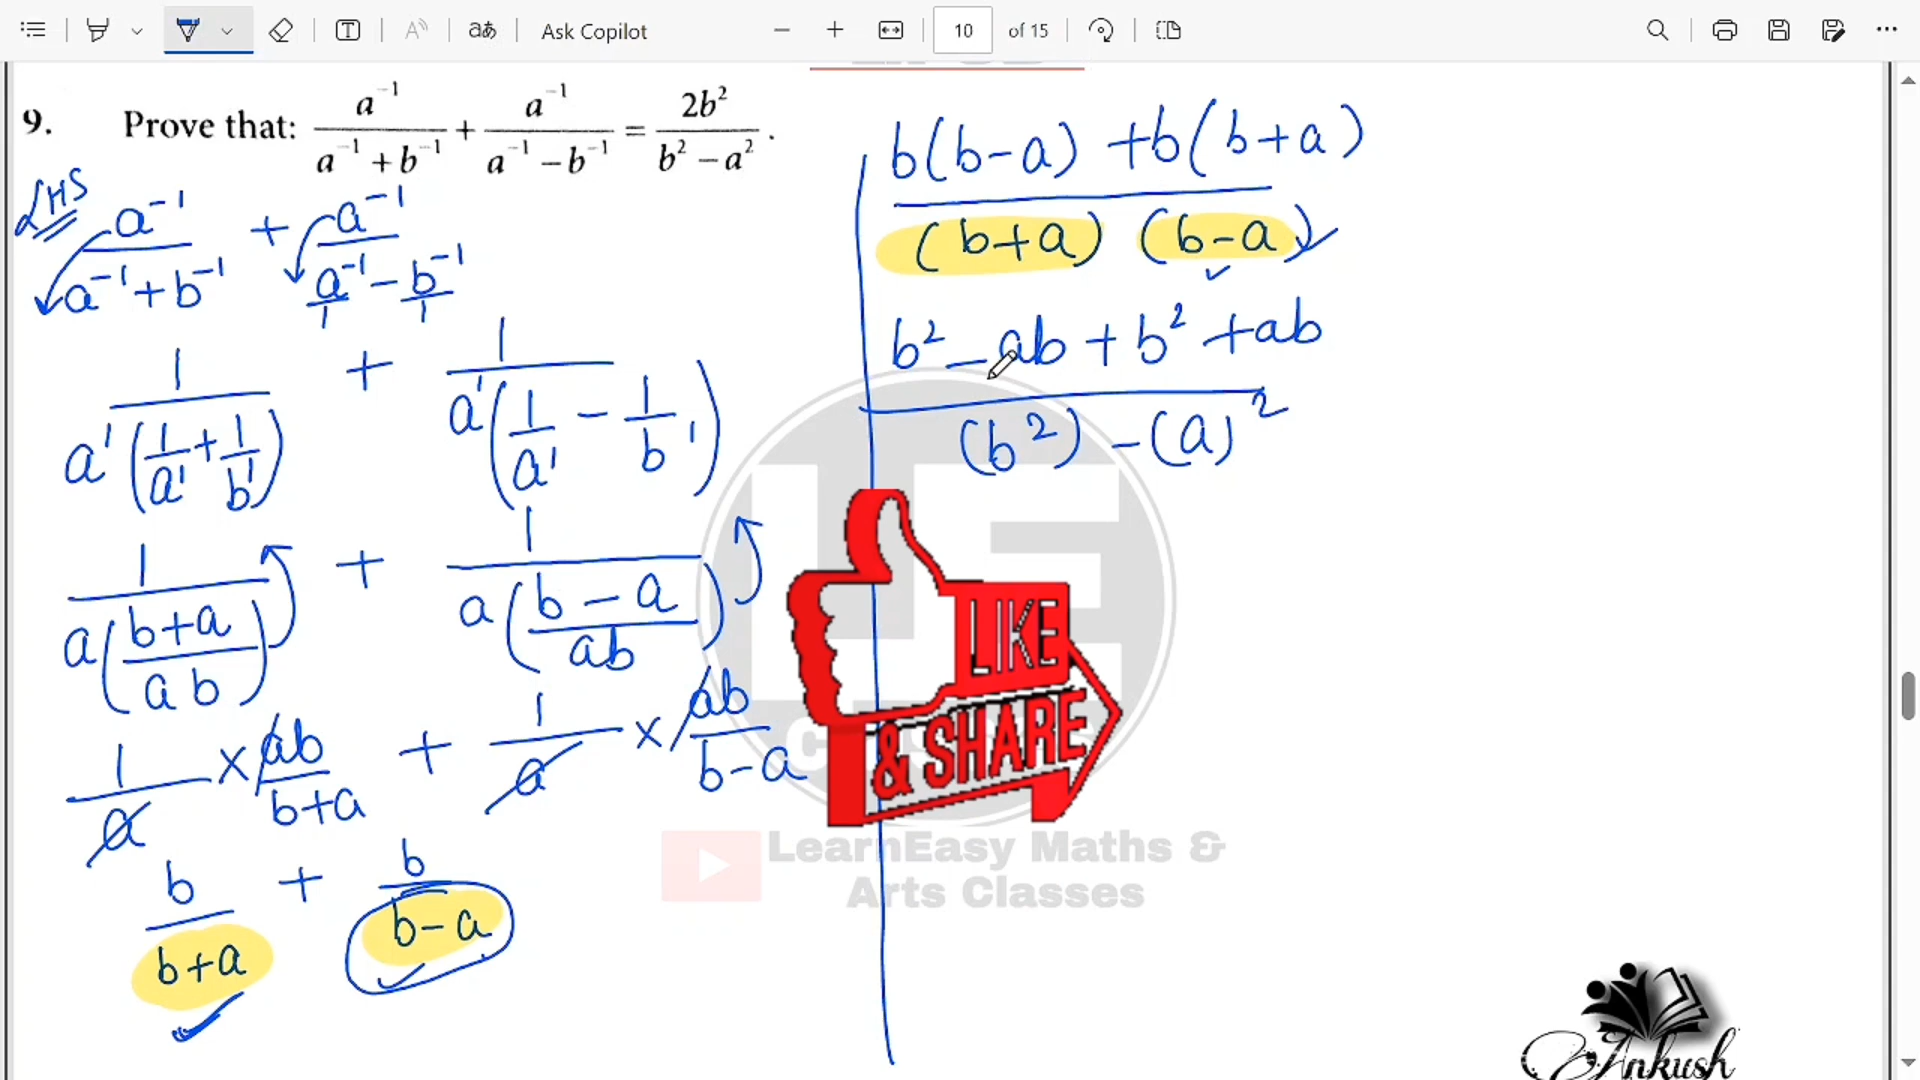 Ask Copilot
10 of 15
9. Prove that: a⁻¹/(a⁻¹ + b⁻¹) + a⁻¹/(a⁻¹ − b⁻¹) = 2b²/(b² − a²).
LHS
a⁻¹/(a⁻¹+b⁻¹) + a⁻¹/(a⁻¹/1 − b⁻¹/1)
1/(a¹(1/a¹ + 1/b¹)) + 1/(a¹(1/a¹ − 1/b¹))
1/(a((b+a)/ab)) + 1/(a((b−a)/ab))
1/a × ab/(b+a) + 1/a × ab/(b−a)
b/(b+a) + b/(b−a)
b(b−a) + b(b+a)
(b+a) (b−a)
b² − ab + b² + ab
(b²) − (a)²
LIKE
& SHARE
LearnEasy Maths &
Arts Classes
Ankush